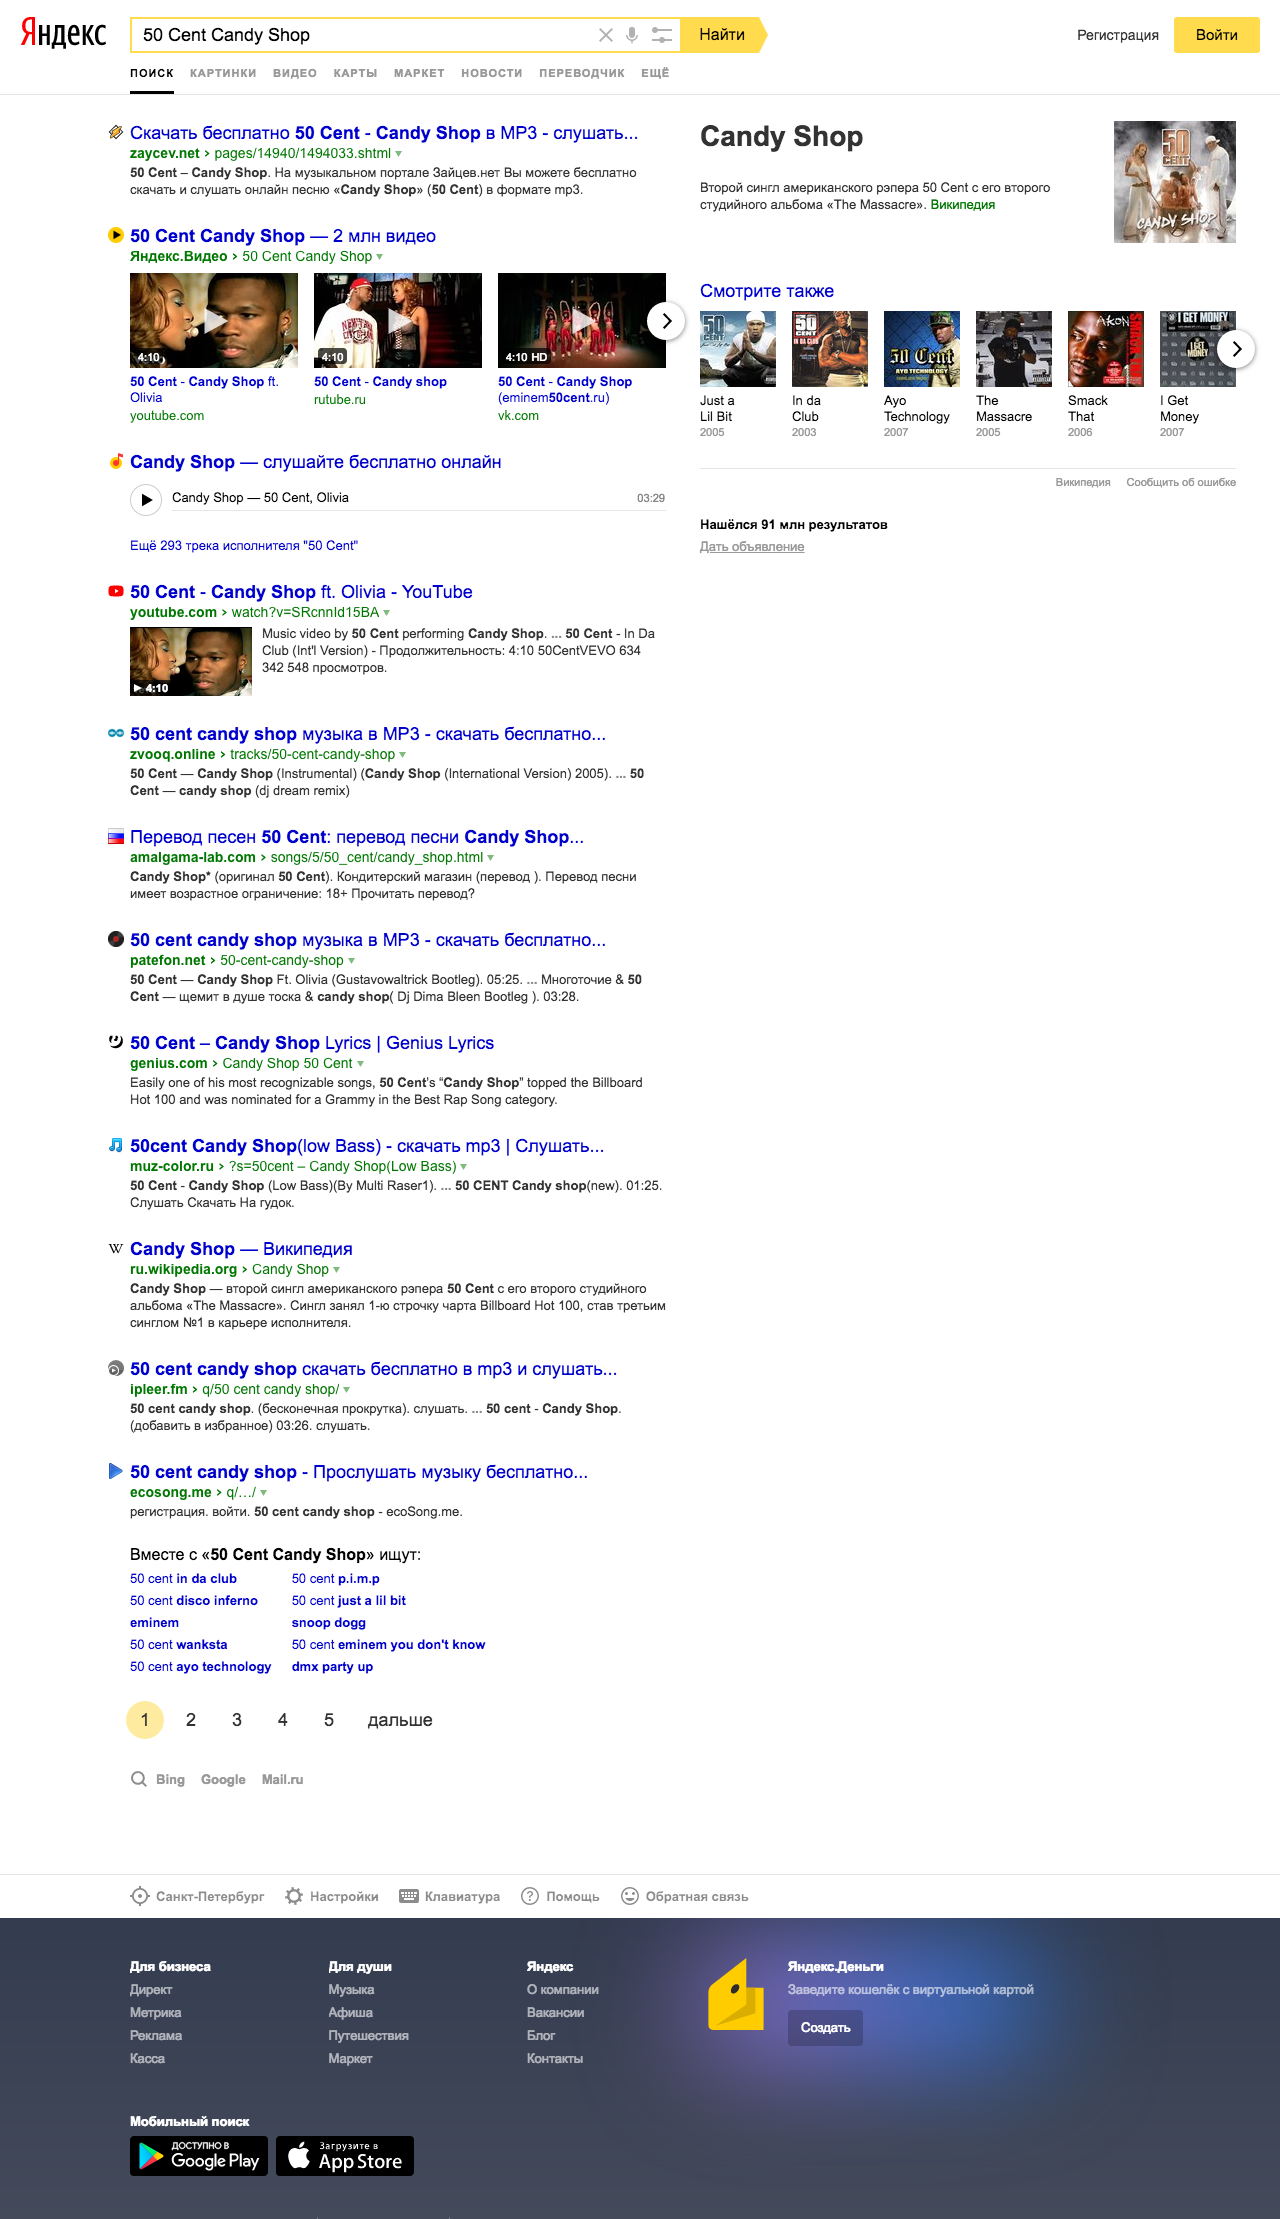 Яндекс
50 Cent Candy Shop
Найти
Регистрация
Войти
ПОИСК КАРТИНКИ ВИДЕО КАРТЫ МАРКЕТ НОВОСТИ ПЕРЕВОДЧИК ЕЩЁ
Скачать бесплатно 50 Cent - Candy Shop в MP3 - слушать...
zaycev.net › pages/14940/1494033.shtml
50 Cent – Candy Shop. На музыкальном портале Зайцев.нет Вы можете бесплатно
скачать и слушать онлайн песню «Candy Shop» (50 Cent) в формате mp3.
50 Cent Candy Shop — 2 млн видео
Яндекс.Видео › 50 Cent Candy Shop
4:10
4:10
4:10 HD
50 Cent - Candy Shop ft.
Olivia
youtube.com
50 Cent - Candy shop
rutube.ru
50 Cent - Candy Shop
(eminem50cent.ru)
vk.com
Candy Shop — слушайте бесплатно онлайн
Candy Shop — 50 Cent, Olivia 03:29
Ещё 293 трека исполнителя "50 Cent"
50 Cent - Candy Shop ft. Olivia - YouTube
youtube.com › watch?v=SRcnnId15BA
4:10
Music video by 50 Cent performing Candy Shop. ... 50 Cent - In Da
Club (Int'l Version) - Продолжительность: 4:10 50CentVEVO 634
342 548 просмотров.
50 cent candy shop музыка в MP3 - скачать бесплатно...
zvooq.online › tracks/50-cent-candy-shop
50 Cent — Candy Shop (Instrumental) (Candy Shop (International Version) 2005). ... 50
Cent — candy shop (dj dream remix)
Перевод песен 50 Cent: перевод песни Candy Shop...
amalgama-lab.com › songs/5/50_cent/candy_shop.html
Candy Shop* (оригинал 50 Cent). Кондитерский магазин (перевод ). Перевод песни
имеет возрастное ограничение: 18+ Прочитать перевод?
50 cent candy shop музыка в MP3 - скачать бесплатно...
patefon.net › 50-cent-candy-shop
50 Cent — Candy Shop Ft. Olivia (Gustavowaltrick Bootleg). 05:25. ... Многоточие & 50
Cent — щемит в душе тоска & candy shop( Dj Dima Bleen Bootleg ). 03:28.
50 Cent – Candy Shop Lyrics | Genius Lyrics
genius.com › Candy Shop 50 Cent
Easily one of his most recognizable songs, 50 Cent's “Candy Shop” topped the Billboard
Hot 100 and was nominated for a Grammy in the Best Rap Song category.
50cent Candy Shop(low Bass) - скачать mp3 | Слушать...
muz-color.ru › ?s=50cent – Candy Shop(Low Bass)
50 Cent - Candy Shop (Low Bass)(By Multi Raser1). ... 50 CENT Candy shop(new). 01:25.
Слушать Скачать На гудок.
Candy Shop — Википедия
ru.wikipedia.org › Candy Shop
Candy Shop — второй сингл американского рэпера 50 Cent с его второго студийного
альбома «The Massacre». Сингл занял 1-ю строчку чарта Billboard Hot 100, став третьим
синглом №1 в карьере исполнителя.
50 cent candy shop скачать бесплатно в mp3 и слушать...
ipleer.fm › q/50 cent candy shop/
50 cent candy shop. (бесконечная прокрутка). слушать. ... 50 cent - Candy Shop.
(добавить в избранное) 03:26. слушать.
50 cent candy shop - Прослушать музыку бесплатно...
ecosong.me › q/…/
регистрация. войти. 50 cent candy shop - ecoSong.me.
Вместе с «50 Cent Candy Shop» ищут:
50 cent in da club
50 cent disco inferno
eminem
50 cent wanksta
50 cent ayo technology
50 cent p.i.m.p
50 cent just a lil bit
snoop dogg
50 cent eminem you don't know
dmx party up
1 2 3 4 5 дальше
Bing Google Mail.ru
Candy Shop
Второй сингл американского рэпера 50 Cent с его второго
студийного альбома «The Massacre». Википедия
50 CENT
CANDY SHOP
Смотрите также
50 CENT
50 CENT
IN DA CLUB
50 Cent
AYO TECHNOLOGY
Akon
I GET MONEY
I GET MONEY
Just a
Lil Bit
2005
In da
Club
2003
Ayo
Technology
2007
The
Massacre
2005
Smack
That
2006
I Get
Money
2007
Википедия Сообщить об ошибке
Нашёлся 91 млн результатов
Дать объявление
Санкт-Петербург Настройки Клавиатура Помощь Обратная связь
Для бизнеса
Директ
Метрика
Реклама
Касса
Для души
Музыка
Афиша
Путешествия
Маркет
Яндекс
О компании
Вакансии
Блог
Контакты
Яндекс.Деньги
Заведите кошелёк с виртуальной картой
Создать
Мобильный поиск
ДОСТУПНО В
Google Play
Загрузите в
App Store